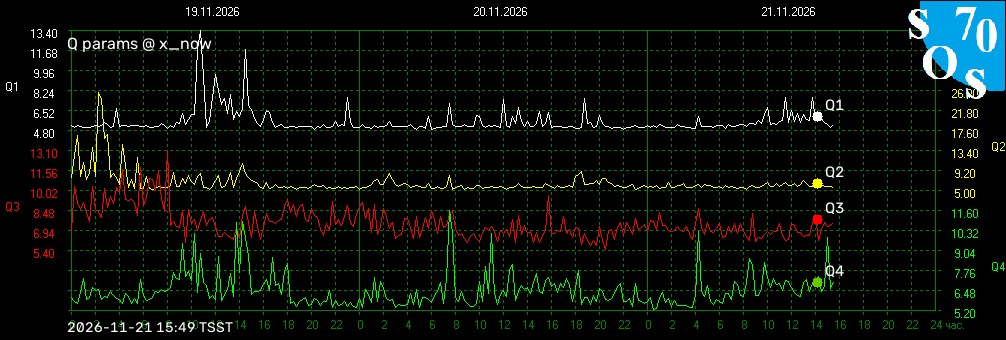 19.11.2026 20.11.2026 21.11.2026
S 70
O
S
Q params @ x_now
13.40
11.68
9.96
Q1
8.24
6.52
4.80
13.10
11.56
10.02
Q3
8.48
6.94
5.40
Q1
Q2
Q3
Q4
21.80
17.60
Q2
13.40
9.20
5.00
11.60
10.32
9.04
Q4
7.76
6.48
5.20
2026-11-21 15:49 TSST
14 16 18 20 22 0 2 4 6 8 10 12 14 16 18 20 22 0 2 4 6 8 10 12 14 16 18 20 22 24 час.